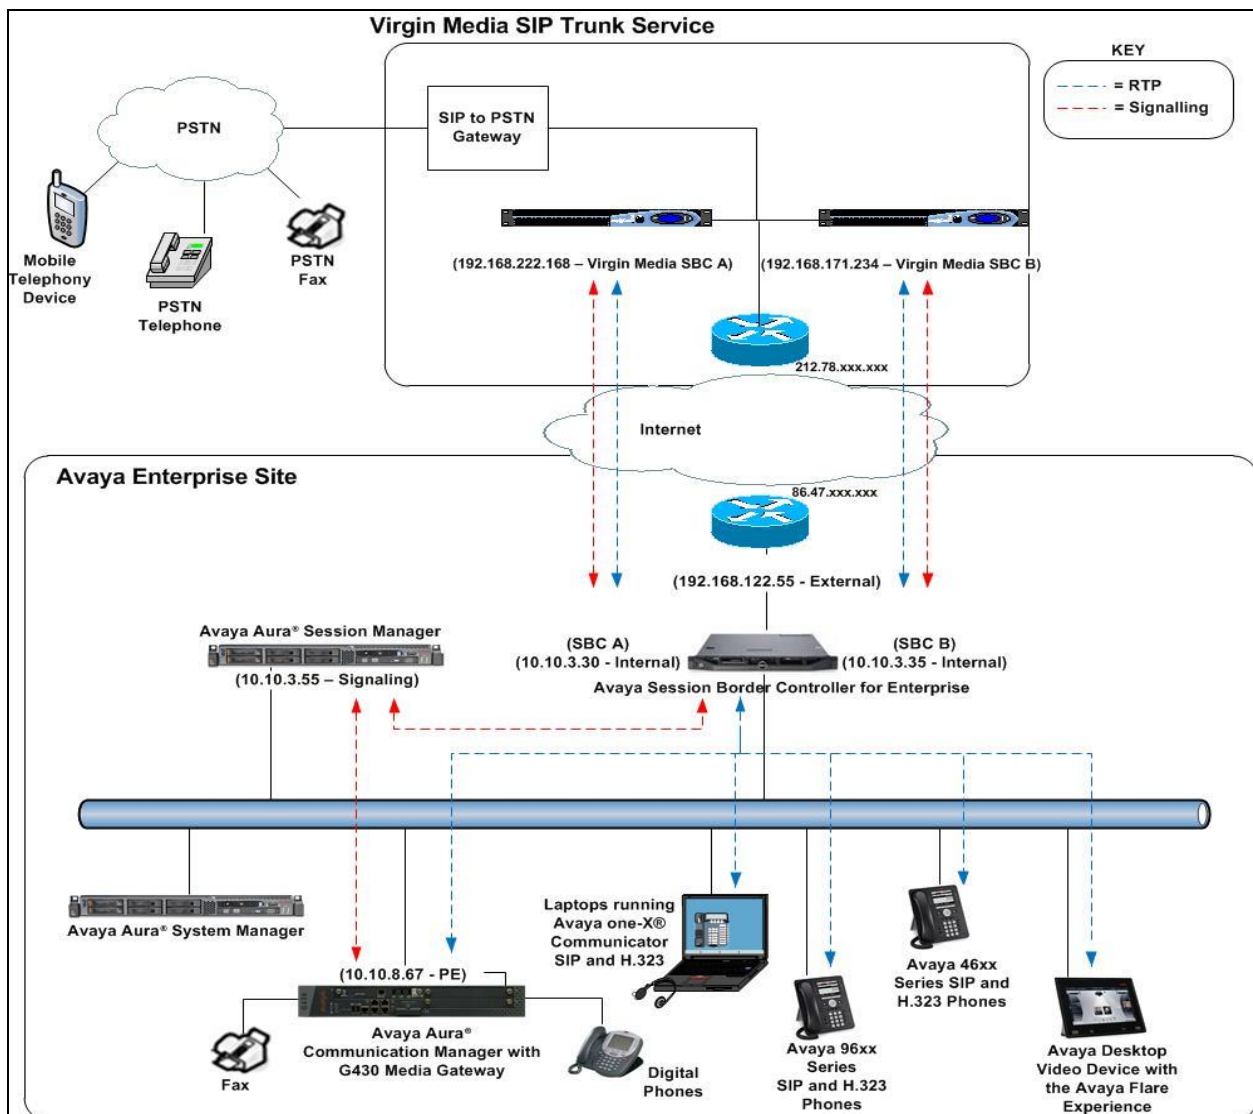 Virgin Media SIP Trunk Service
KEY
= RTP
= Signalling
SIP to PSTN
Gateway
PSTN
Mobile
Telephony
Device
PSTN
Telephone
PSTN
Fax
(192.168.222.168 – Virgin Media SBC A)
(192.168.171.234 – Virgin Media SBC B)
212.78.xxx.xxx
Internet
Avaya Enterprise Site
86.47.xxx.xxx
(192.168.122.55 - External)
Avaya Aura® Session Manager
(10.10.3.55 – Signaling)
(SBC A)
(10.10.3.30 - Internal)
(SBC B)
(10.10.3.35 - Internal)
Avaya Session Border Controller for Enterprise
Avaya Aura® System Manager
(10.10.8.67 - PE)
Fax
Avaya Aura®
Communication Manager with
G430 Media Gateway
Digital
Phones
Laptops running
Avaya one-X®
Communicator
SIP and H.323
Avaya 96xx
Series
SIP and H.323
Phones
Avaya 46xx
Series SIP and
H.323 Phones
Avaya Desktop
Video Device with
the Avaya Flare
Experience